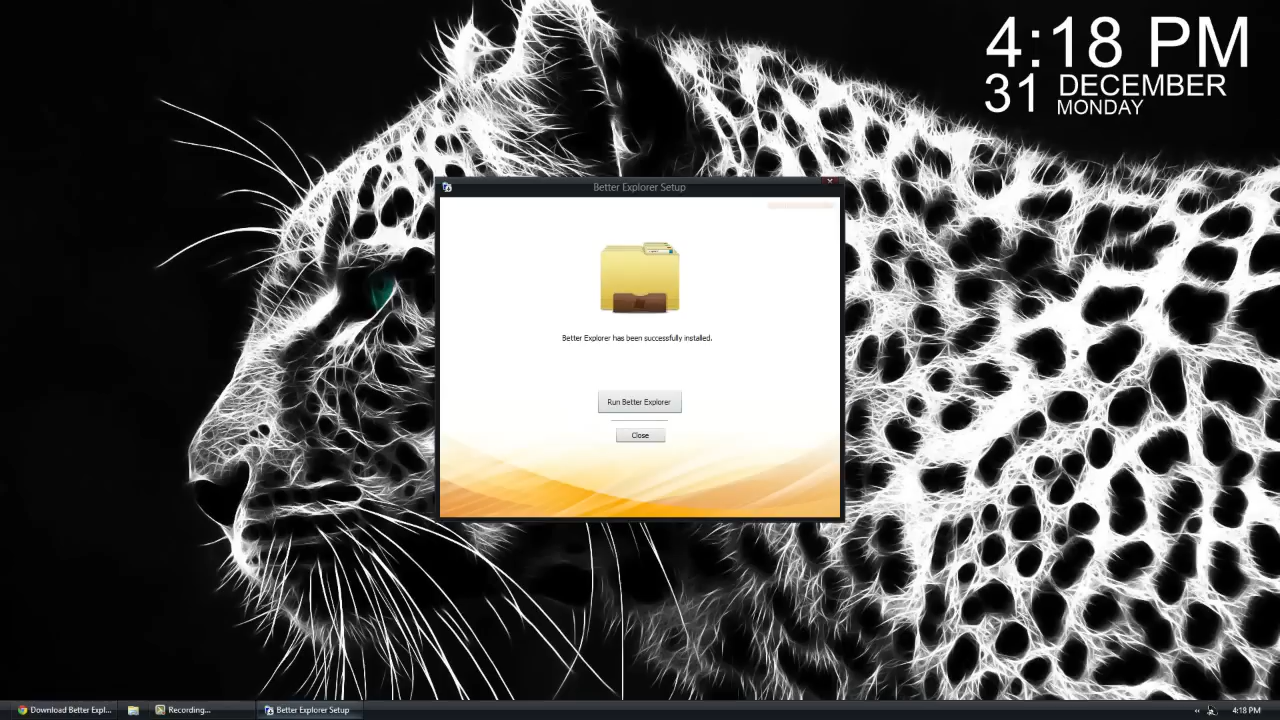 4:18 PM
31 DECEMBER
MONDAY
Better Explorer Setup
Better Explorer has been successfully installed.
Run Better Explorer
Close
Download Better Expl...
Recording...
Better Explorer Setup
4:18 PM